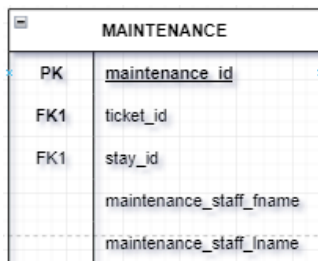 MAINTENANCE
PK maintenance_id
FK1 ticket_id
FK1 stay_id
maintenance_staff_fname
maintenance_staff_lname